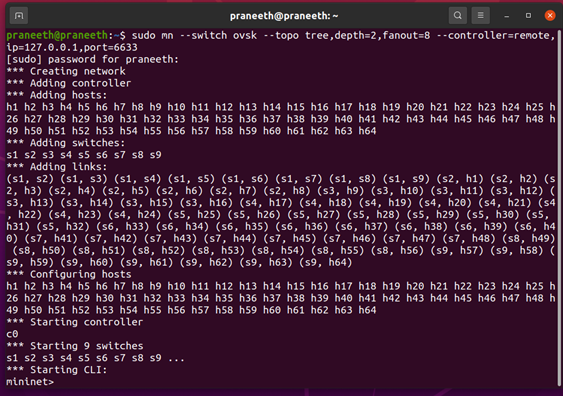 praneeth@praneeth: ~
praneeth@praneeth:~$ sudo mn --switch ovsk --topo tree,depth=2,fanout=8 --controller=remote,
ip=127.0.0.1,port=6633
[sudo] password for praneeth:
*** Creating network
*** Adding controller
*** Adding hosts:
h1 h2 h3 h4 h5 h6 h7 h8 h9 h10 h11 h12 h13 h14 h15 h16 h17 h18 h19 h20 h21 h22 h23 h24 h25 h
26 h27 h28 h29 h30 h31 h32 h33 h34 h35 h36 h37 h38 h39 h40 h41 h42 h43 h44 h45 h46 h47 h48 h
49 h50 h51 h52 h53 h54 h55 h56 h57 h58 h59 h60 h61 h62 h63 h64
*** Adding switches:
s1 s2 s3 s4 s5 s6 s7 s8 s9
*** Adding links:
(s1, s2) (s1, s3) (s1, s4) (s1, s5) (s1, s6) (s1, s7) (s1, s8) (s1, s9) (s2, h1) (s2, h2) (s
2, h3) (s2, h4) (s2, h5) (s2, h6) (s2, h7) (s2, h8) (s3, h9) (s3, h10) (s3, h11) (s3, h12) (
s3, h13) (s3, h14) (s3, h15) (s3, h16) (s4, h17) (s4, h18) (s4, h19) (s4, h20) (s4, h21) (s4
, h22) (s4, h23) (s4, h24) (s5, h25) (s5, h26) (s5, h27) (s5, h28) (s5, h29) (s5, h30) (s5, 
h31) (s5, h32) (s6, h33) (s6, h34) (s6, h35) (s6, h36) (s6, h37) (s6, h38) (s6, h39) (s6, h4
0) (s7, h41) (s7, h42) (s7, h43) (s7, h44) (s7, h45) (s7, h46) (s7, h47) (s7, h48) (s8, h49)
(s8, h50) (s8, h51) (s8, h52) (s8, h53) (s8, h54) (s8, h55) (s8, h56) (s9, h57) (s9, h58) (
s9, h59) (s9, h60) (s9, h61) (s9, h62) (s9, h63) (s9, h64)
*** Configuring hosts
h1 h2 h3 h4 h5 h6 h7 h8 h9 h10 h11 h12 h13 h14 h15 h16 h17 h18 h19 h20 h21 h22 h23 h24 h25 h
26 h27 h28 h29 h30 h31 h32 h33 h34 h35 h36 h37 h38 h39 h40 h41 h42 h43 h44 h45 h46 h47 h48 h
49 h50 h51 h52 h53 h54 h55 h56 h57 h58 h59 h60 h61 h62 h63 h64
*** Starting controller
c0
*** Starting 9 switches
s1 s2 s3 s4 s5 s6 s7 s8 s9 ...
*** Starting CLI:
mininet>